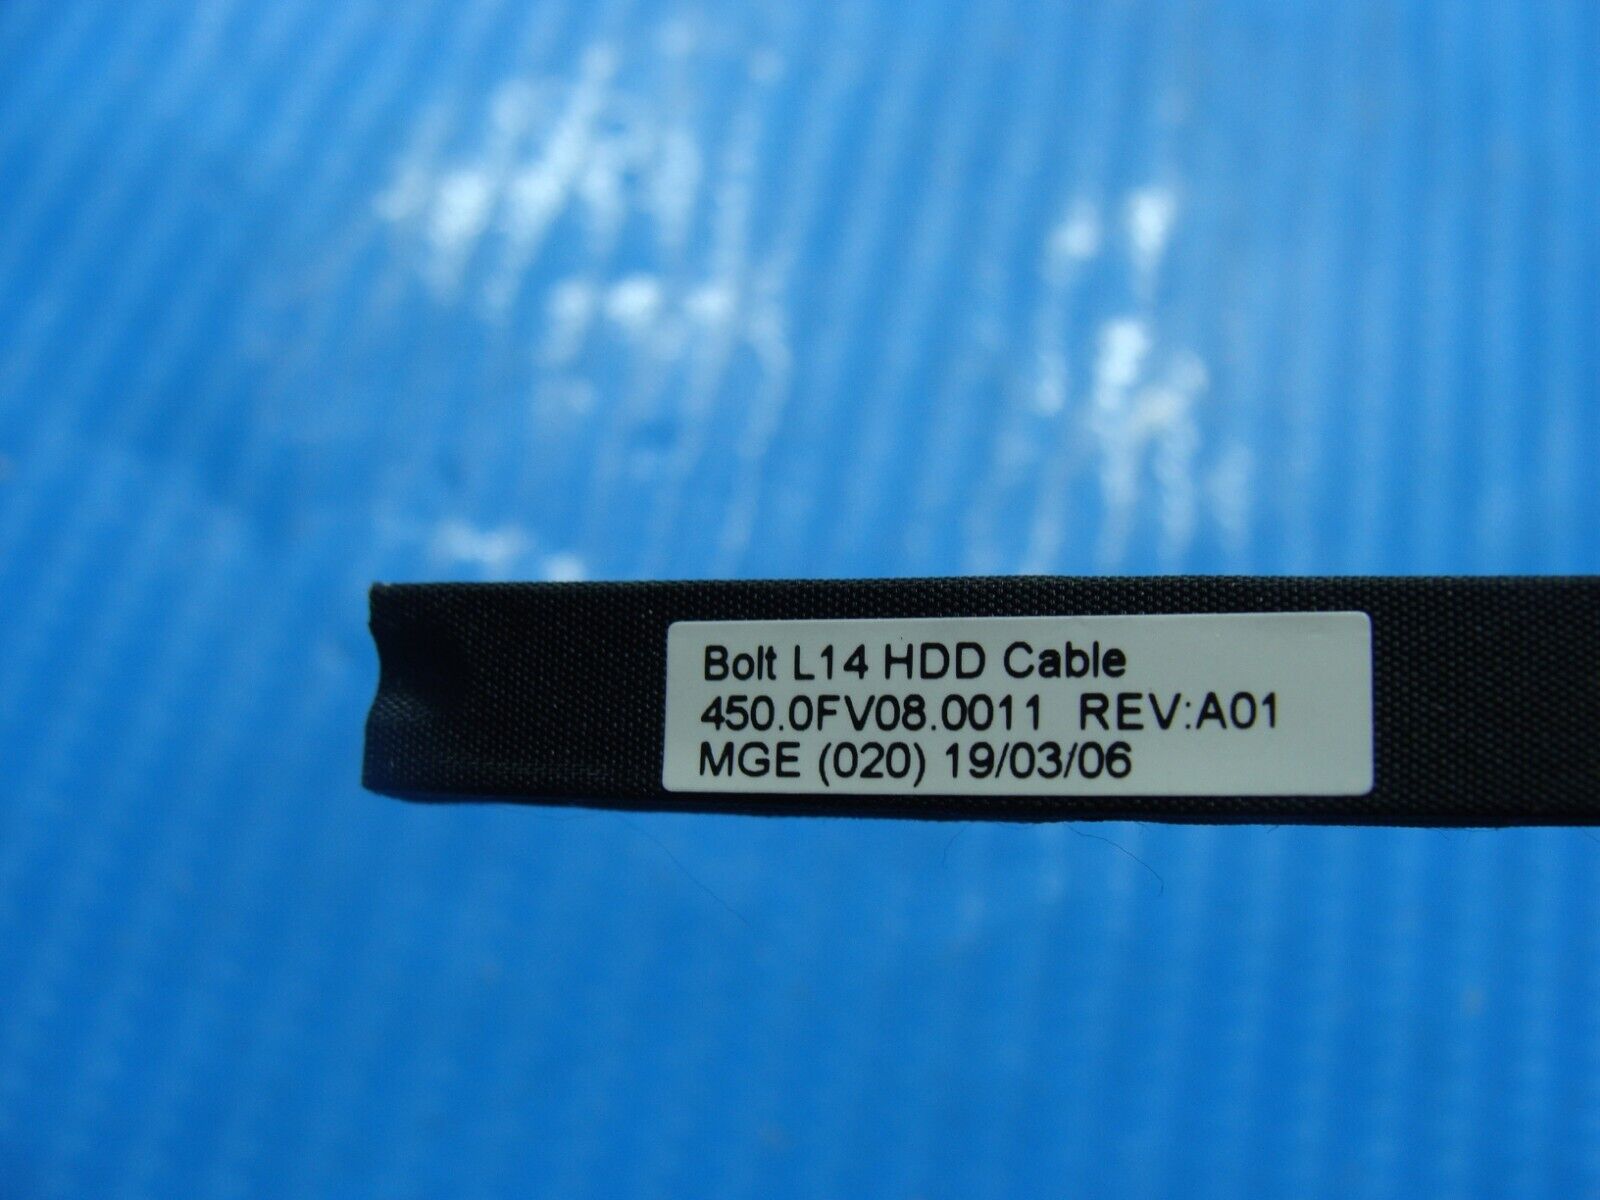 Bolt L14 HDD Cable
450.0FV08.0011 REV:A01
MGE (020) 19/03/06